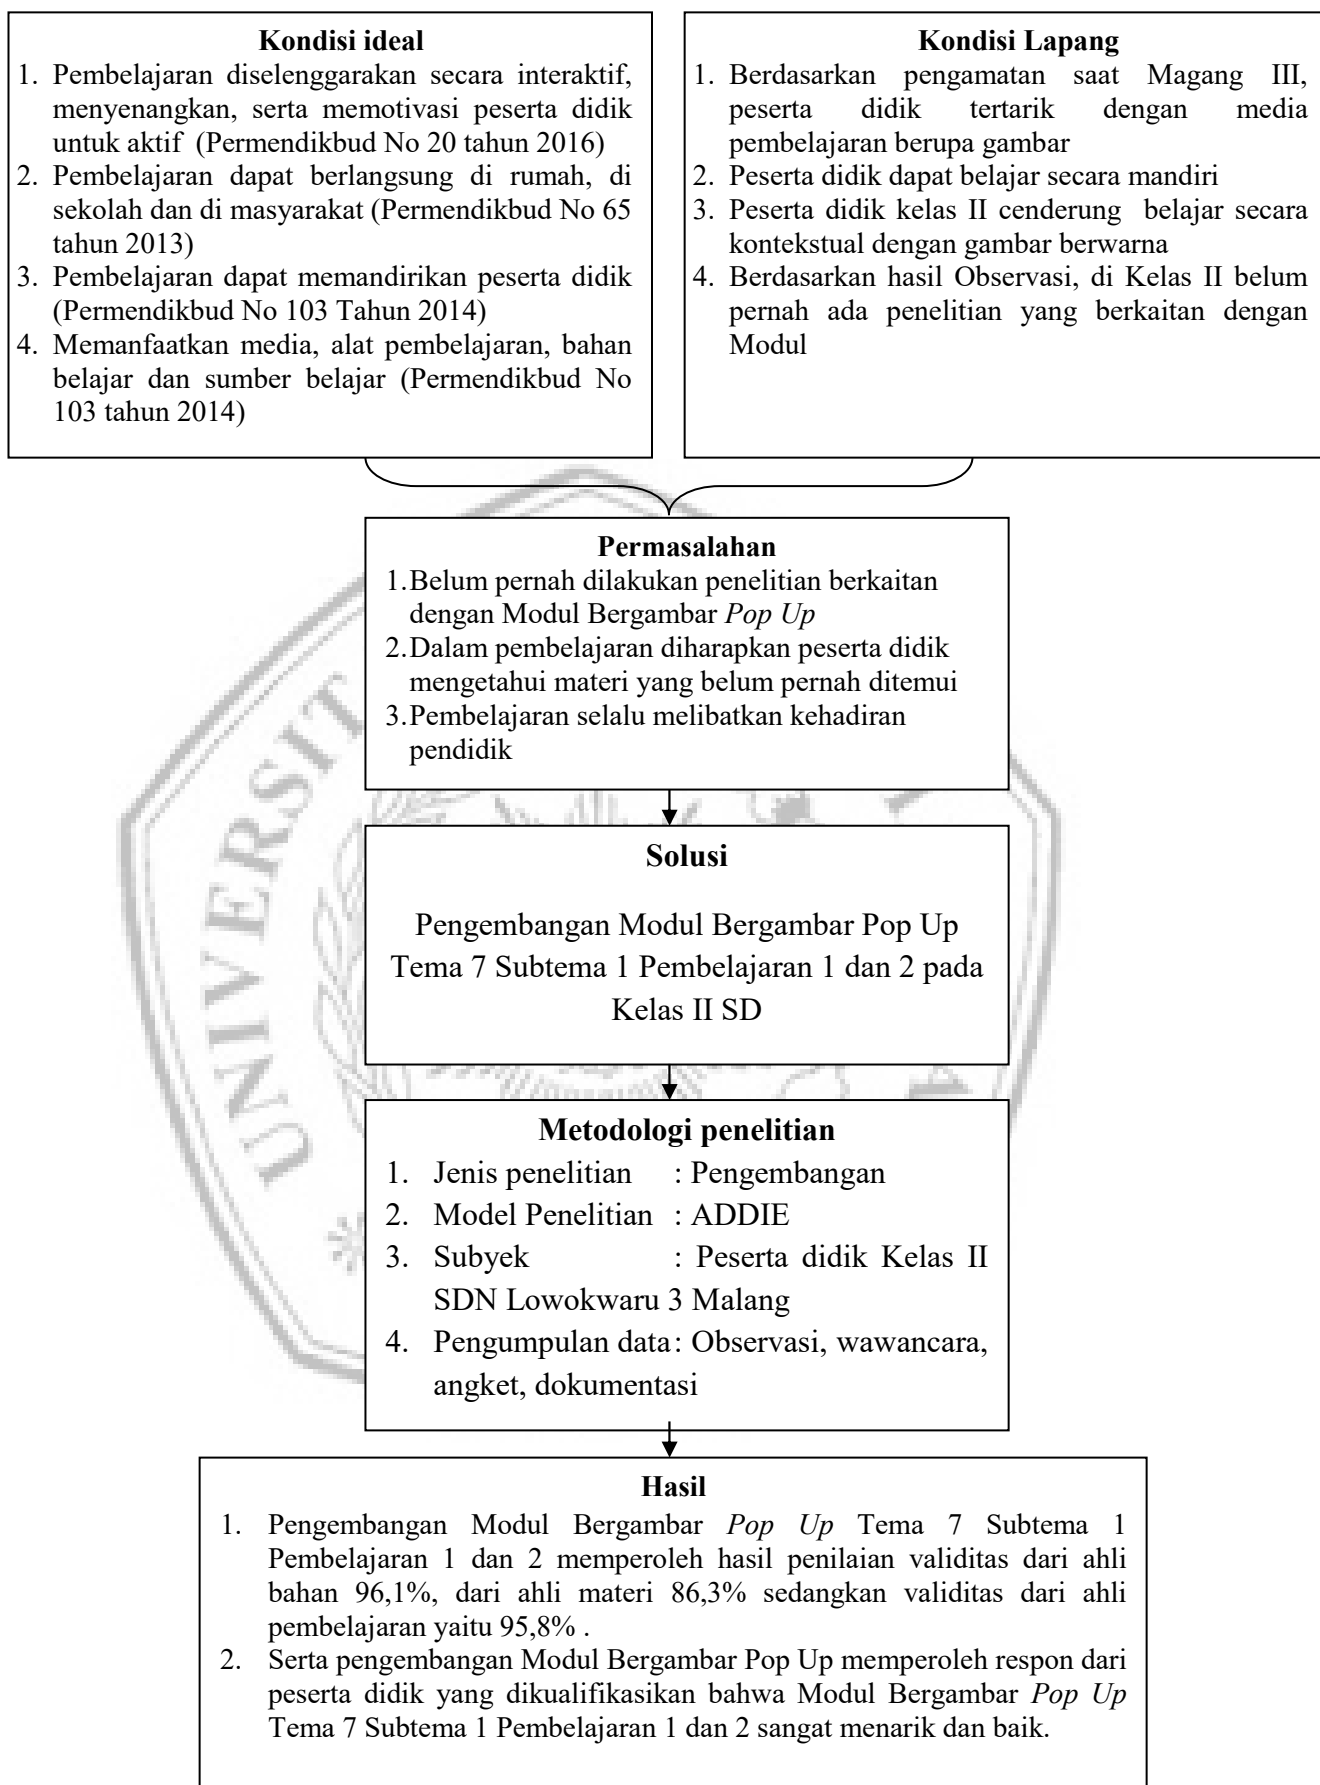 Kondisi ideal
1. Pembelajaran diselenggarakan secara interaktif,
menyenangkan, serta memotivasi peserta didik
untuk aktif (Permendikbud No 20 tahun 2016)
2. Pembelajaran dapat berlangsung di rumah, di
sekolah dan di masyarakat (Permendikbud No 65
tahun 2013)
3. Pembelajaran dapat memandirikan peserta didik
(Permendikbud No 103 Tahun 2014)
4. Memanfaatkan media, alat pembelajaran, bahan
belajar dan sumber belajar (Permendikbud No
103 tahun 2014)
Kondisi Lapang
1. Berdasarkan pengamatan saat Magang III,
peserta didik tertarik dengan media
pembelajaran berupa gambar
2. Peserta didik dapat belajar secara mandiri
3. Peserta didik kelas II cenderung belajar secara
kontekstual dengan gambar berwarna
4. Berdasarkan hasil Observasi, di Kelas II belum
pernah ada penelitian yang berkaitan dengan
Modul
Permasalahan
1.Belum pernah dilakukan penelitian berkaitan
dengan Modul Bergambar Pop Up
2.Dalam pembelajaran diharapkan peserta didik
mengetahui materi yang belum pernah ditemui
3.Pembelajaran selalu melibatkan kehadiran
pendidik
Solusi
Pengembangan Modul Bergambar Pop Up
Tema 7 Subtema 1 Pembelajaran 1 dan 2 pada
Kelas II SD
Metodologi penelitian
1. Jenis penelitian : Pengembangan
2. Model Penelitian : ADDIE
3. Subyek : Peserta didik Kelas II
SDN Lowokwaru 3 Malang
4. Pengumpulan data : Observasi, wawancara,
angket, dokumentasi
Hasil
1. Pengembangan Modul Bergambar Pop Up Tema 7 Subtema 1
Pembelajaran 1 dan 2 memperoleh hasil penilaian validitas dari ahli
bahan 96,1%, dari ahli materi 86,3% sedangkan validitas dari ahli
pembelajaran yaitu 95,8% .
2. Serta pengembangan Modul Bergambar Pop Up memperoleh respon dari
peserta didik yang dikualifikasikan bahwa Modul Bergambar Pop Up
Tema 7 Subtema 1 Pembelajaran 1 dan 2 sangat menarik dan baik.
UNIVERSIT